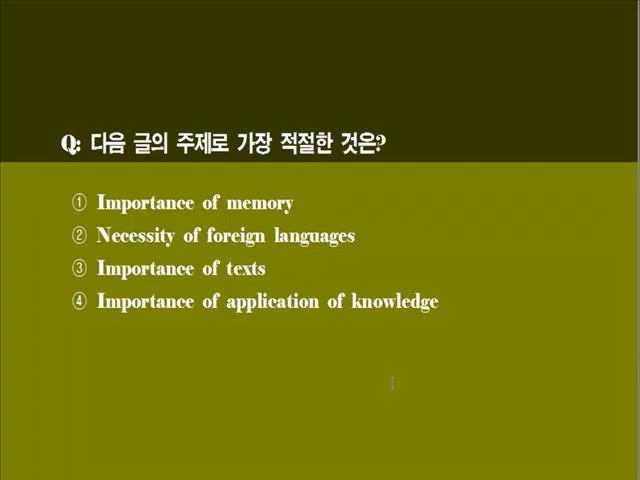 Q: 다음 글의 주제로 가장 적절한 것은?
① Importance of memory
② Necessity of foreign languages
③ Importance of texts
④ Importance of application of knowledge